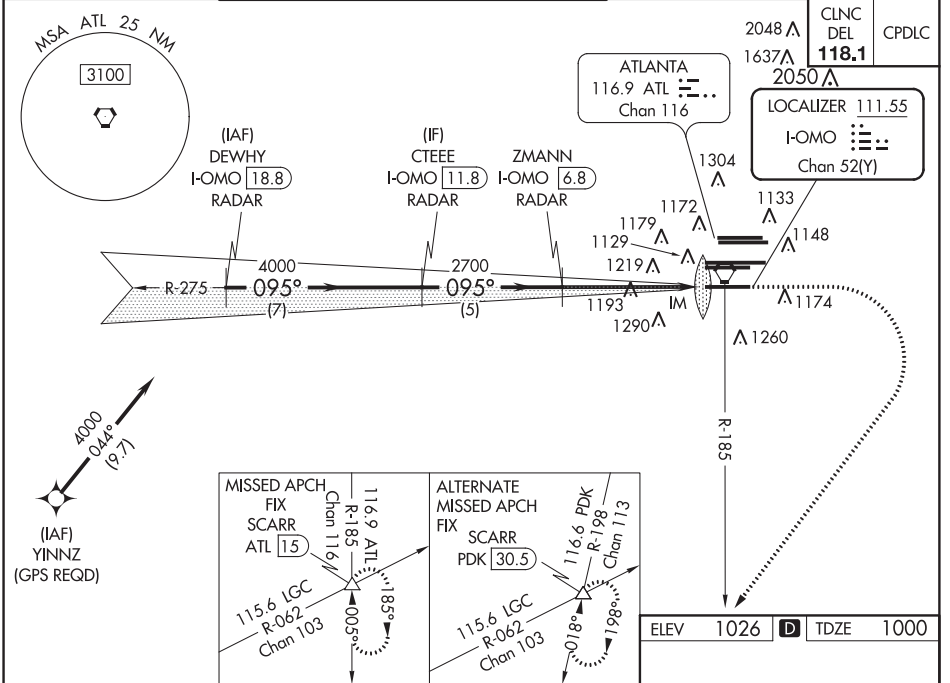 MSA ATL 25 NM
3100
CLNC
DEL
118.1
CPDLC
2048
1637
2050
ATLANTA
116.9 ATL
Chan 116
LOCALIZER 111.55
I-OMO
Chan 52(Y)
(IAF)
DEWHY
I-OMO 18.8
RADAR
(IF)
CTEEE
I-OMO 11.8
RADAR
ZMANN
I-OMO 6.8
RADAR
1304
1133
1172
1179
1148
1129
1219
4000
2700
R-275
095°
095°
(7)
(5)
1193
IM
1174
1290
1260
R-185
4000
044°
(9.7)
(IAF)
YINNZ
(GPS REQD)
MISSED APCH
FIX
SCARR
ATL 15
116.9 ATL
R-185
Chan 116
115.6 LGC
R-062
Chan 103
005°
185°
ALTERNATE
MISSED APCH
FIX
SCARR
PDK 30.5
116.6 PDK
R-198
Chan 113
115.6 LGC
R-062
Chan 103
018°
198°
ELEV 1026 D TDZE 1000